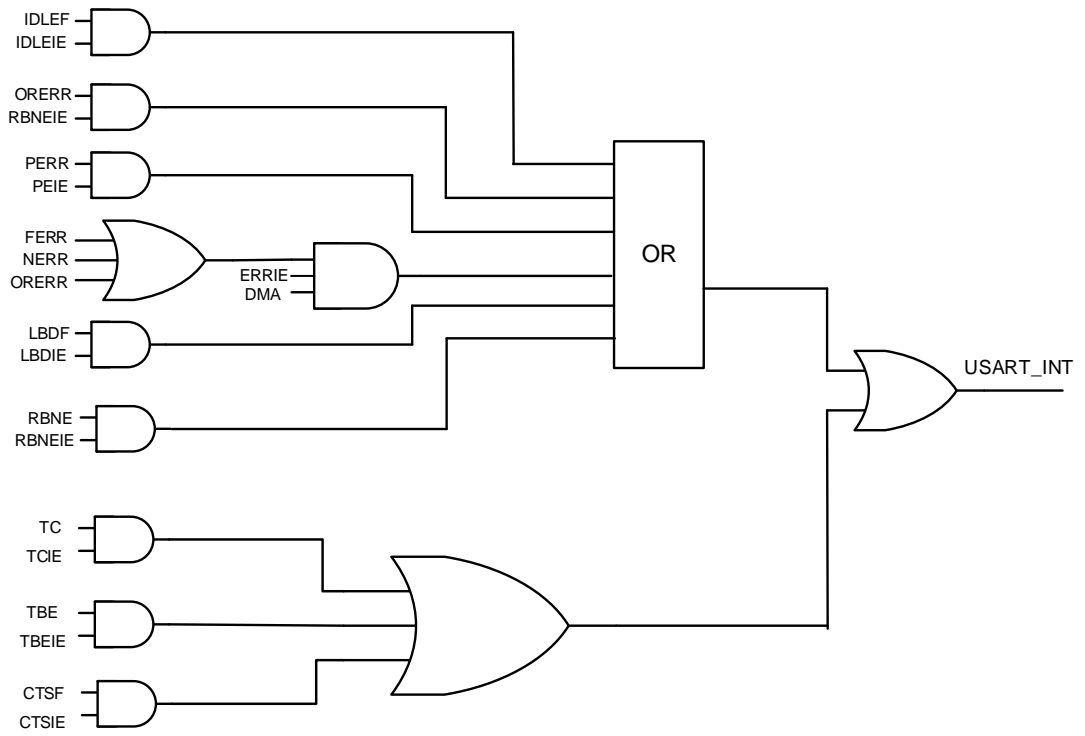 IDLEF
IDLEIE
ORERR
RBNEIE
PERR
PEIE
FERR
NERR
ORERR
ERRIE
DMA
LBDF
LBDIE
RBNE
RBNEIE
OR
USART_INT
TC
TCIE
TBE
TBEIE
CTSF
CTSIE